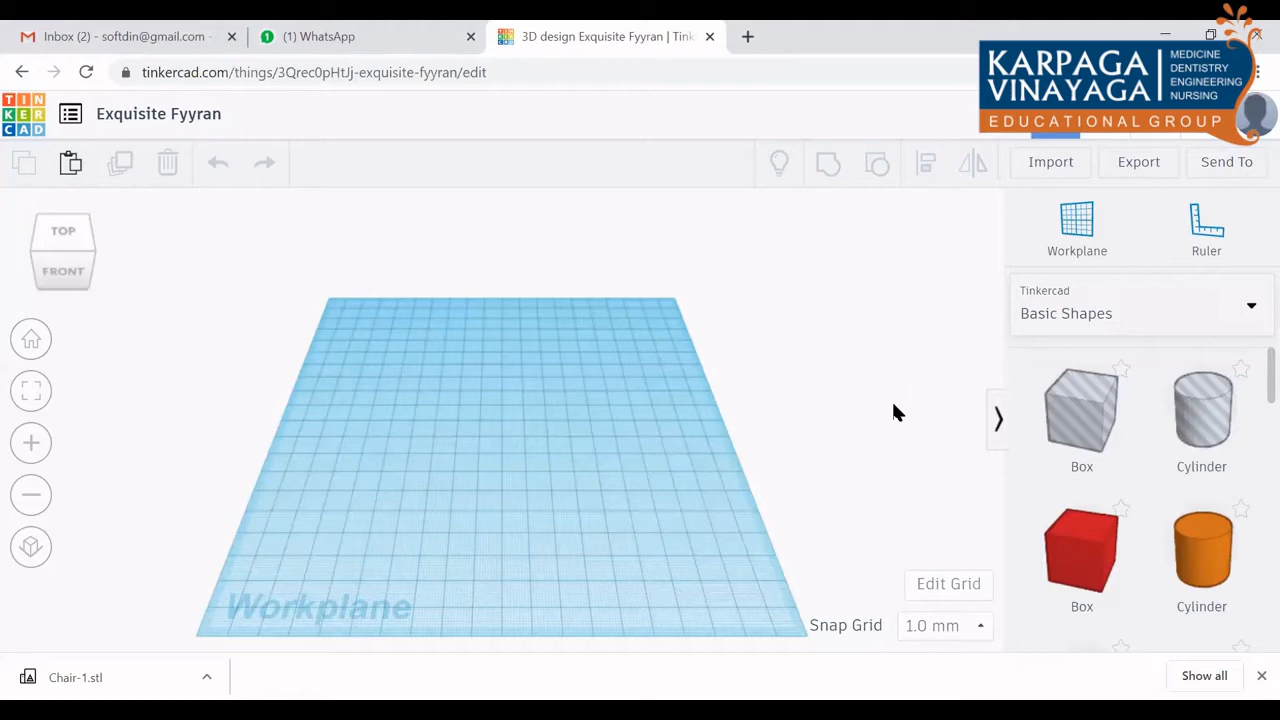 Inbox (2) - softdin@gmail.com -
(1) WhatsApp
3D design Exquisite Fyyran | Tink
tinkercad.com/things/3Qrec0pHtJj-exquisite-fyyran/edit
KARPAGA
VINAYAGA
MEDICINE
DENTISTRY
ENGINEERING
NURSING
EDUCATIONAL GROUP
TIN
KER
CAD
Exquisite Fyyran
Import
Export
Send To
TOP
FRONT
Workplane
Ruler
Tinkercad
Basic Shapes
Box
Cylinder
Box
Cylinder
Workplane
Edit Grid
Snap Grid
1.0 mm
Chair-1.stl
Show all